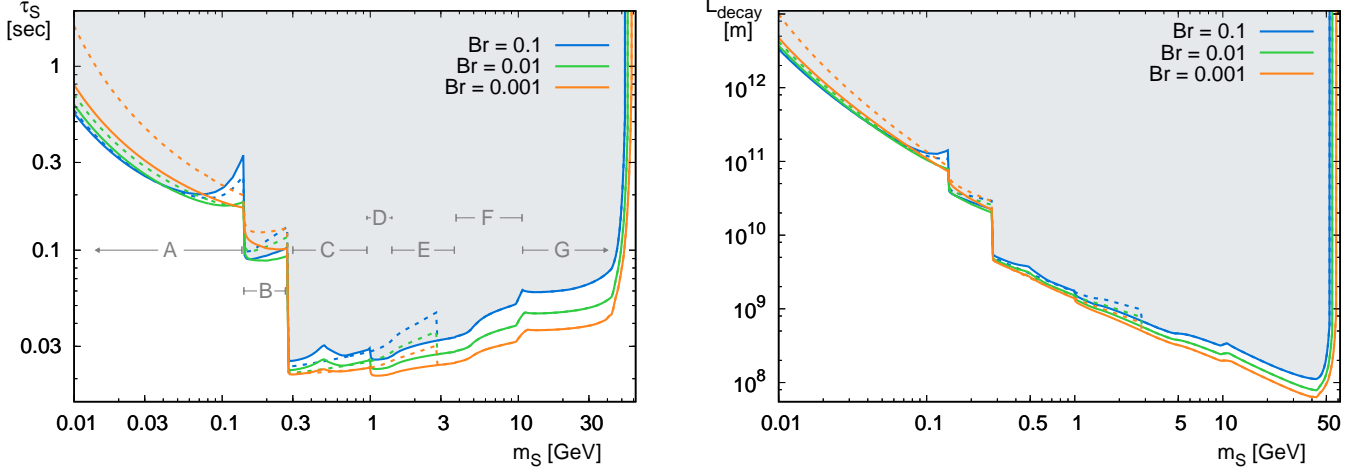 τS
[sec]
Br = 0.1
Br = 0.01
Br = 0.001
1
0.3
0.1
0.03
A
B
C
D
E
F
G
0.01 0.03 0.1 0.3 1 3 10 30
mS [GeV]
Ldecay
[m]
Br = 0.1
Br = 0.01
Br = 0.001
10^12
10^11
10^10
10^9
10^8
0.01 0.1 0.5 1 5 10 50
mS [GeV]